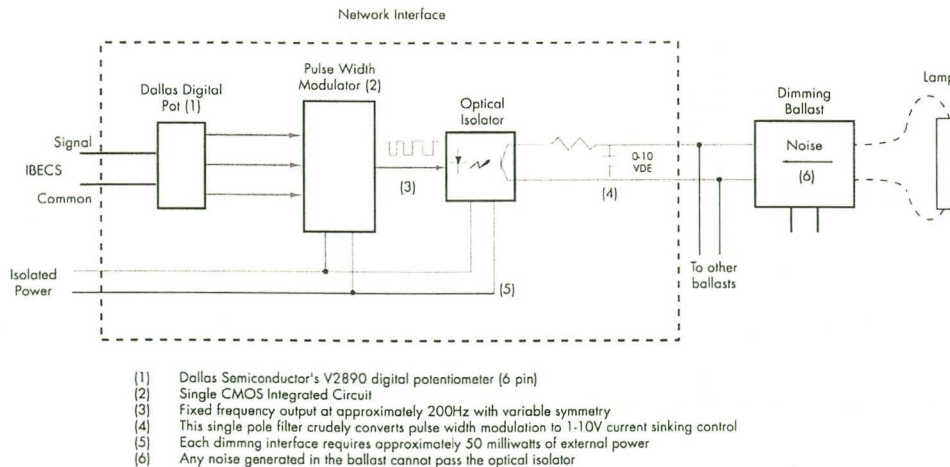 Network Interface
Pulse Width
Modulator (2)
Dallas Digital
Pot (1)
Optical
Isolator
Dimming
Ballast
Lamp
Signal
IBECS
Common
(3)
0-10
VDE
(4)
Noise
(6)
Isolated
Power
(5)
To other
ballasts
(1) Dallas Semiconductor's V2890 digital potentiometer (6 pin)
(2) Single CMOS Integrated Circuit
(3) Fixed frequency output at approximately 200Hz with variable symmetry
(4) This single pole filter crudely converts pulse width modulation to 1-10V current sinking control
(5) Each dimmng interface requires approximately 50 milliwatts of external power
(6) Any noise generated in the ballast cannot pass the optical isolator